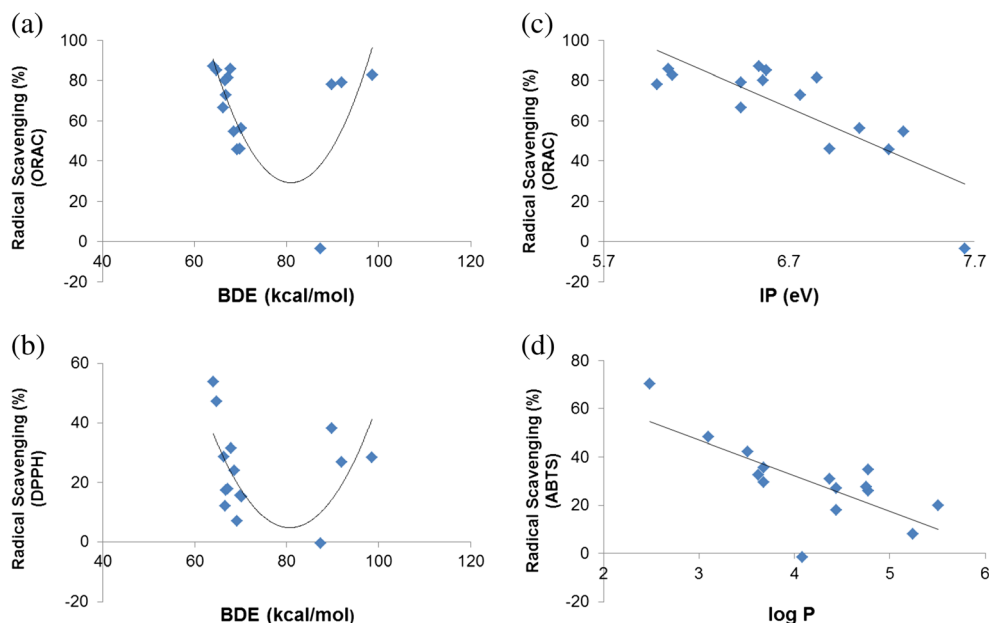 (a)
100
80
60
40
20
0
-20
40
60
80
100
120
Radical Scavenging (%)
(ORAC)
BDE (kcal/mol)
(c)
100
80
60
40
20
0
-20
5.7
6.7
7.7
Radical Scavenging (%)
(ORAC)
IP (eV)
(b)
60
40
20
0
-20
40
60
80
100
120
Radical Scavenging (%)
(DPPH)
BDE (kcal/mol)
(d)
80
60
40
20
0
-20
2
3
4
5
6
Radical Scavenging (%)
(ABTS)
log P